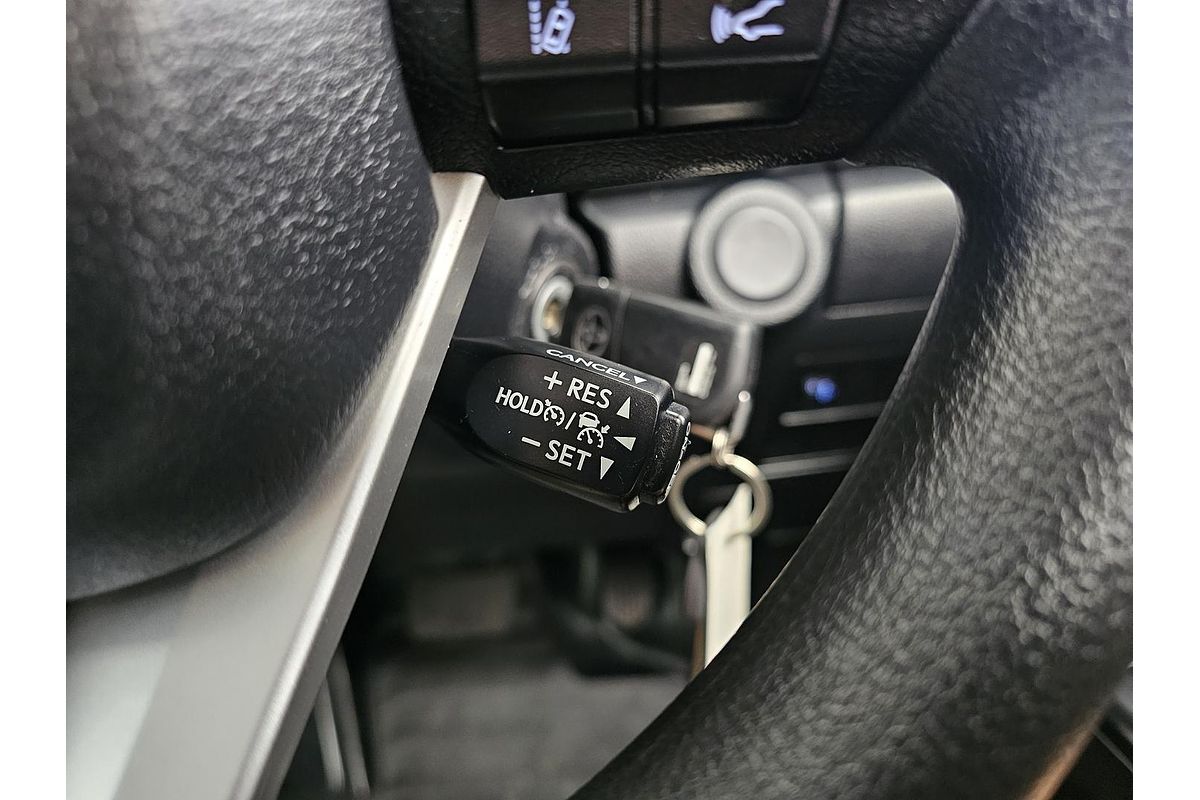 CANCEL▼
+ RES ▲
HOLD / ◀
− SET ▼